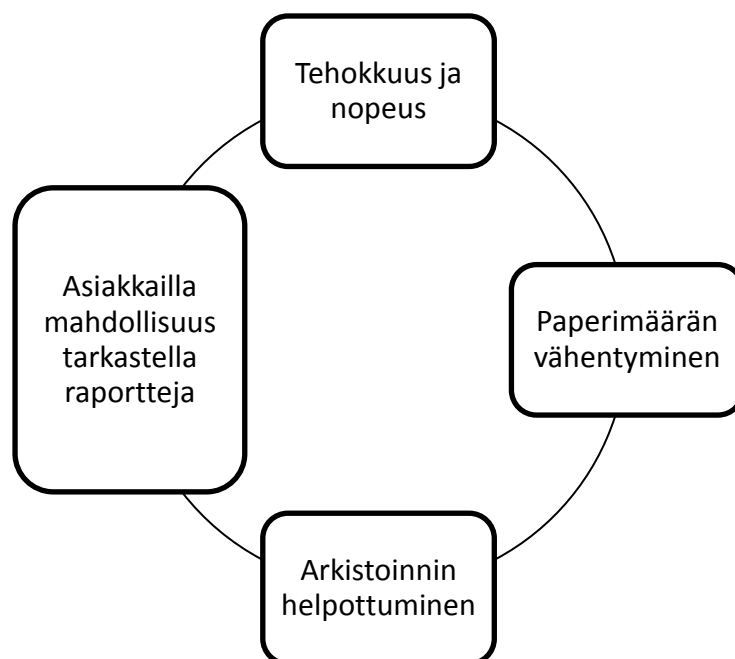 Tehokkuus ja
nopeus
Paperimäärän
vähentyminen
Arkistoinnin
helpottuminen
Asiakkailla
mahdollisuus
tarkastella
raportteja